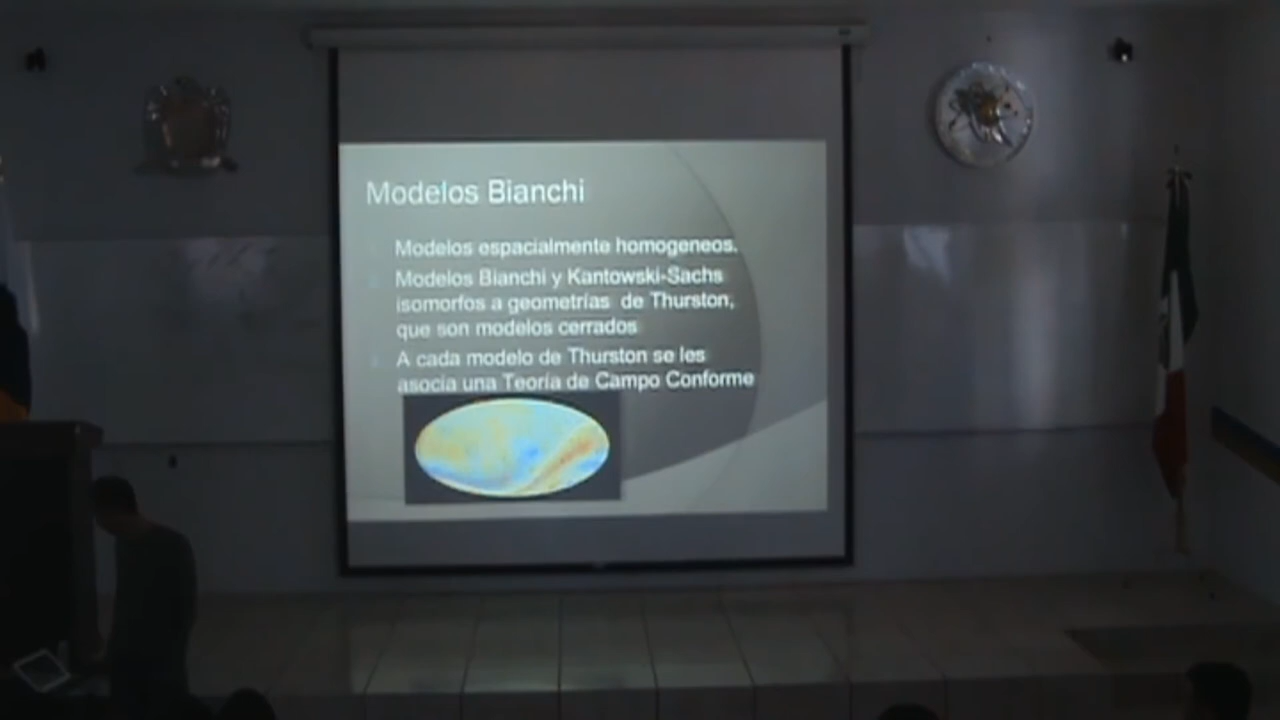 Modelos Bianchi
Modelos espacialmente homogeneos.
Modelos Bianchi y Kantowski-Sachs
isomorfos a geometrías de Thurston,
que son modelos cerrados
A cada modelo de Thurston se les
asocia una Teoría de Campo Conforme